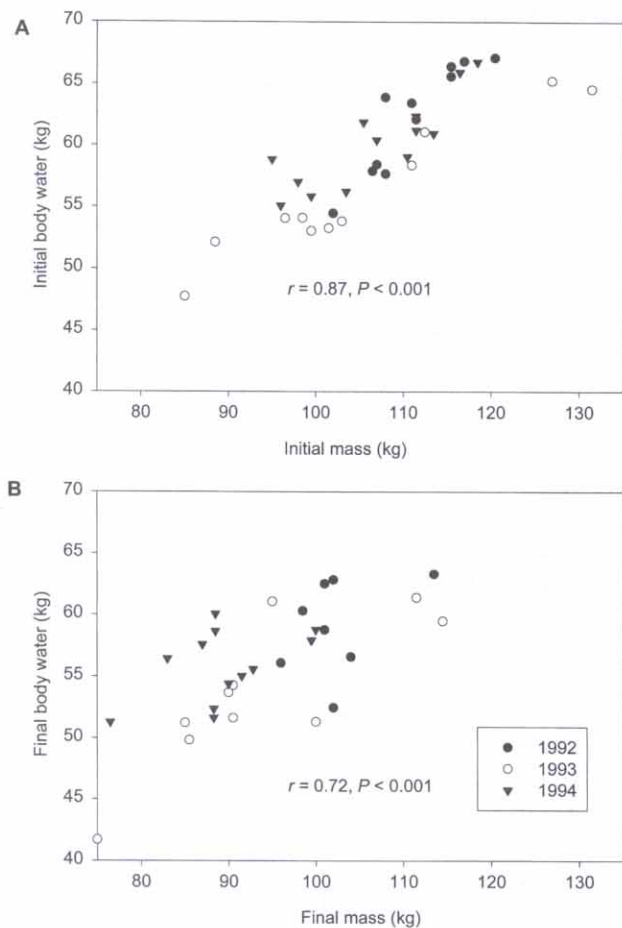 A
70
65
60
55
50
45
40
Initial body water (kg)
r = 0.87, P < 0.001
80 90 100 110 120 130
Initial mass (kg)
B
70
65
60
55
50
45
40
Final body water (kg)
1992
1993
1994
r = 0.72, P < 0.001
80 90 100 110 120 130
Final mass (kg)